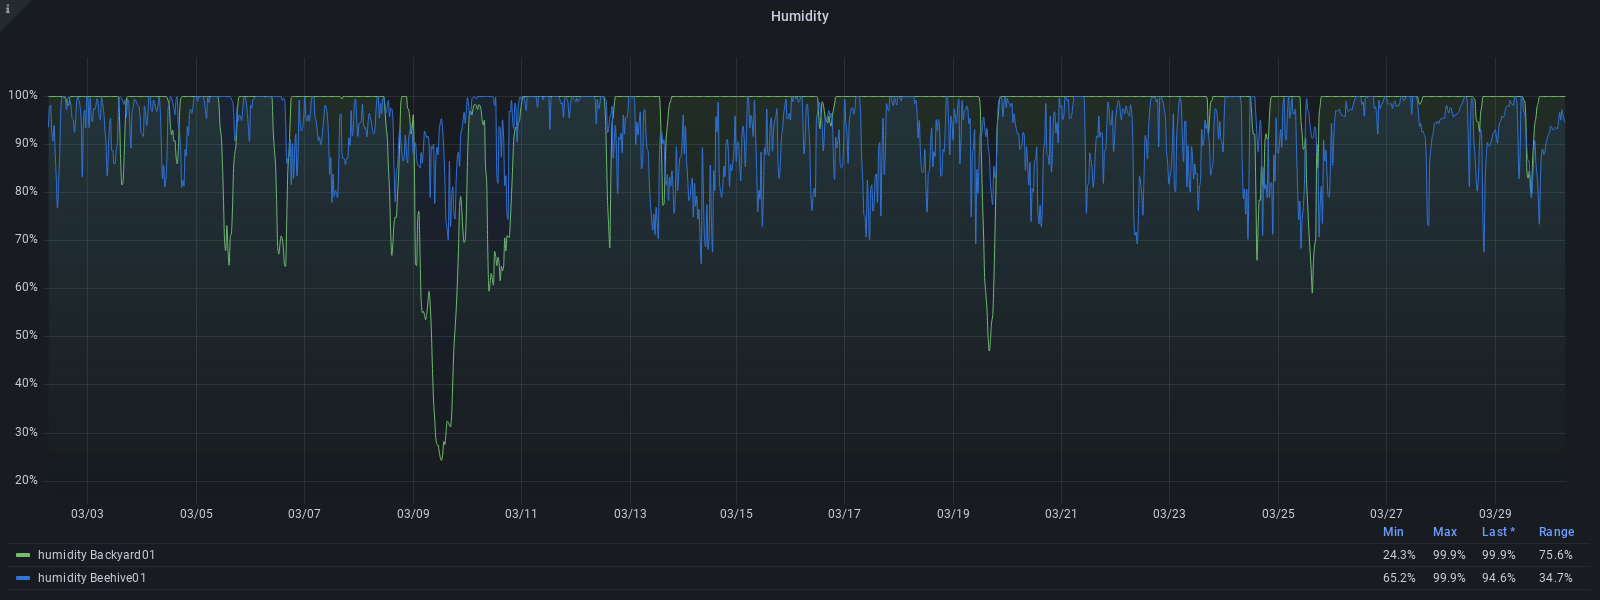 i
Humidity
100%
90%
80%
70%
60%
50%
40%
30%
20%
03/03 03/05 03/07 03/09 03/11 03/13 03/15 03/17 03/19 03/21 03/23 03/25 03/27 03/29
Min Max Last * Range
humidity Backyard01 24.3% 99.9% 99.9% 75.6%
humidity Beehive01 65.2% 99.9% 94.6% 34.7%